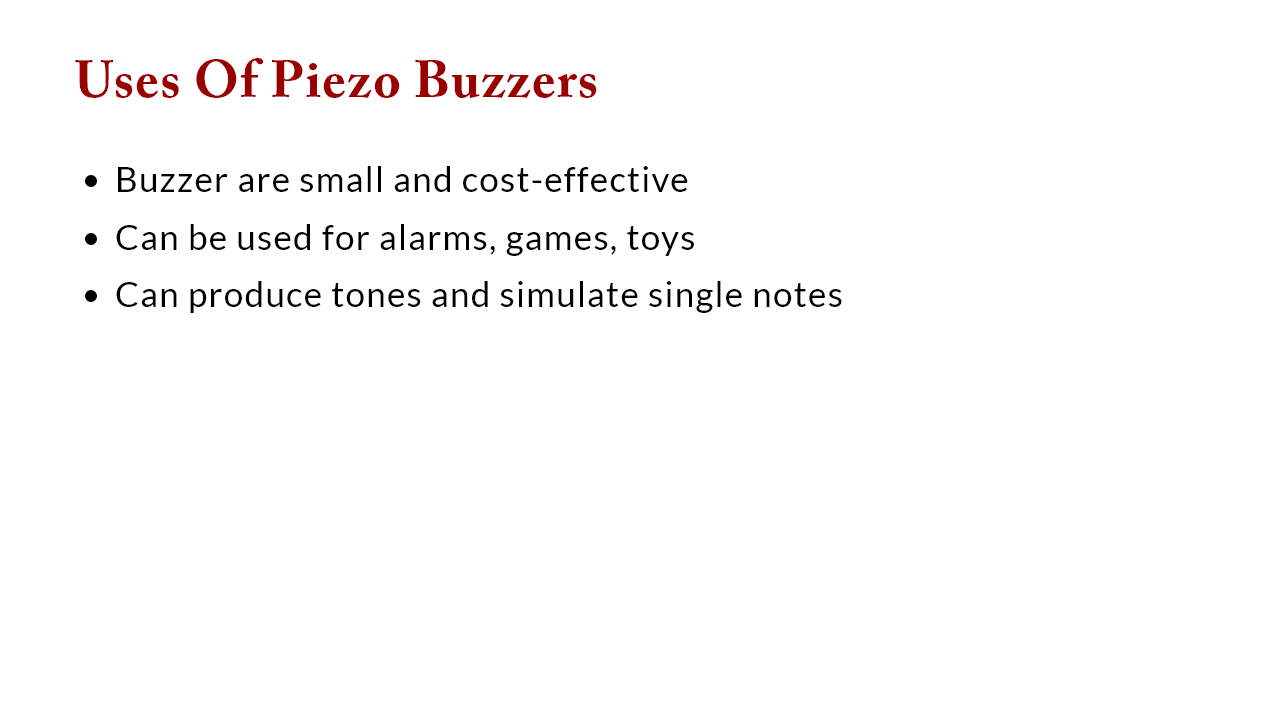 Uses Of Piezo Buzzers
• Buzzer are small and cost-effective
• Can be used for alarms, games, toys
• Can produce tones and simulate single notes